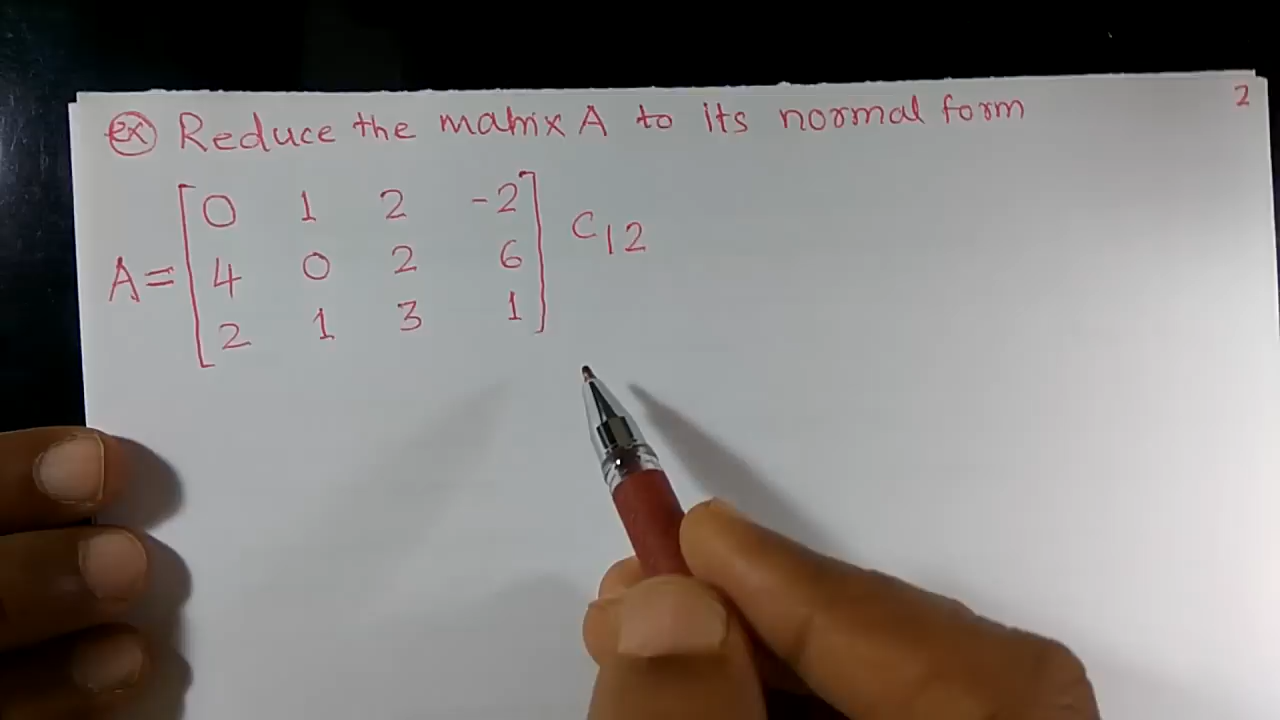 ex Reduce the matrix A to its normal form 2
A = [ 0 1 2 -2 ] C12
4 0 2 6
2 1 3 1